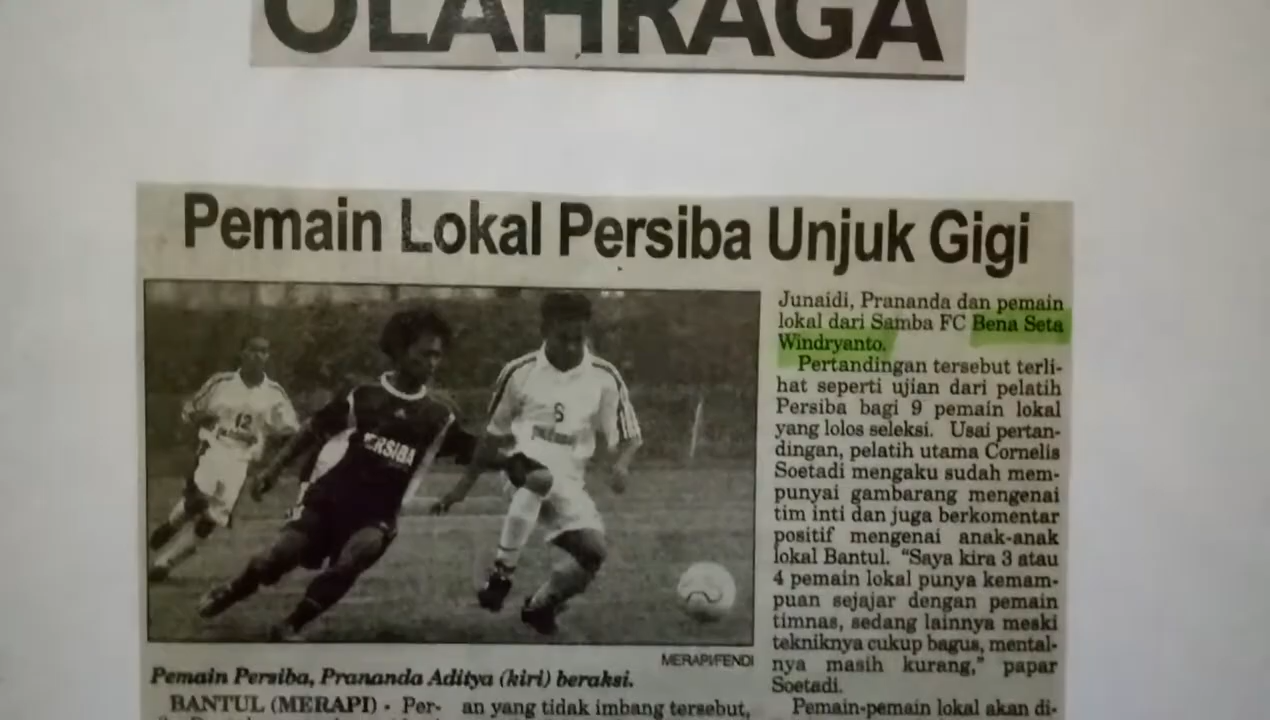 OLAHRAGA
Pemain Lokal Persiba Unjuk Gigi
12
PERSIBA
6
MERAPI/FENDI
Pemain Persiba, Prananda Aditya (kiri) beraksi.
BANTUL (MERAPI) - Per-
an yang tidak imbang tersebut,
Junaidi, Prananda dan pemain
lokal dari Samba FC Bena Seta
Windryanto.
Pertandingan tersebut terli-
hat seperti ujian dari pelatih
Persiba bagi 9 pemain lokal
yang lolos seleksi. Usai pertan-
dingan, pelatih utama Cornelis
Soetadi mengaku sudah mem-
punyai gambarang mengenai
tim inti dan juga berkomentar
positif mengenai anak-anak
lokal Bantul. “Saya kira 3 atau
4 pemain lokal punya kemam-
puan sejajar dengan pemain
timnas, sedang lainnya meski
tekniknya cukup bagus, mental-
nya masih kurang,” papar
Soetadi.
Pemain-pemain lokal akan di-